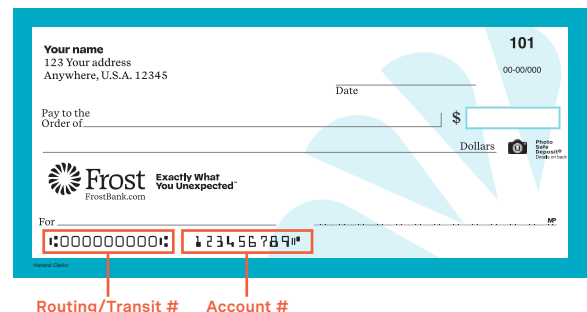 Your name
101
123 Your address
Anywhere, U.S.A. 12345
00-00/000
Date
Pay to the
Order of
$
Dollars
Photo
Safe
Deposit®
Details on back
Frost
Exactly What
You Unexpected
FrostBank.com
For
MP
⑆000000000⑆ 123456789⑈
Harland Clarke
Routing/Transit # Account #